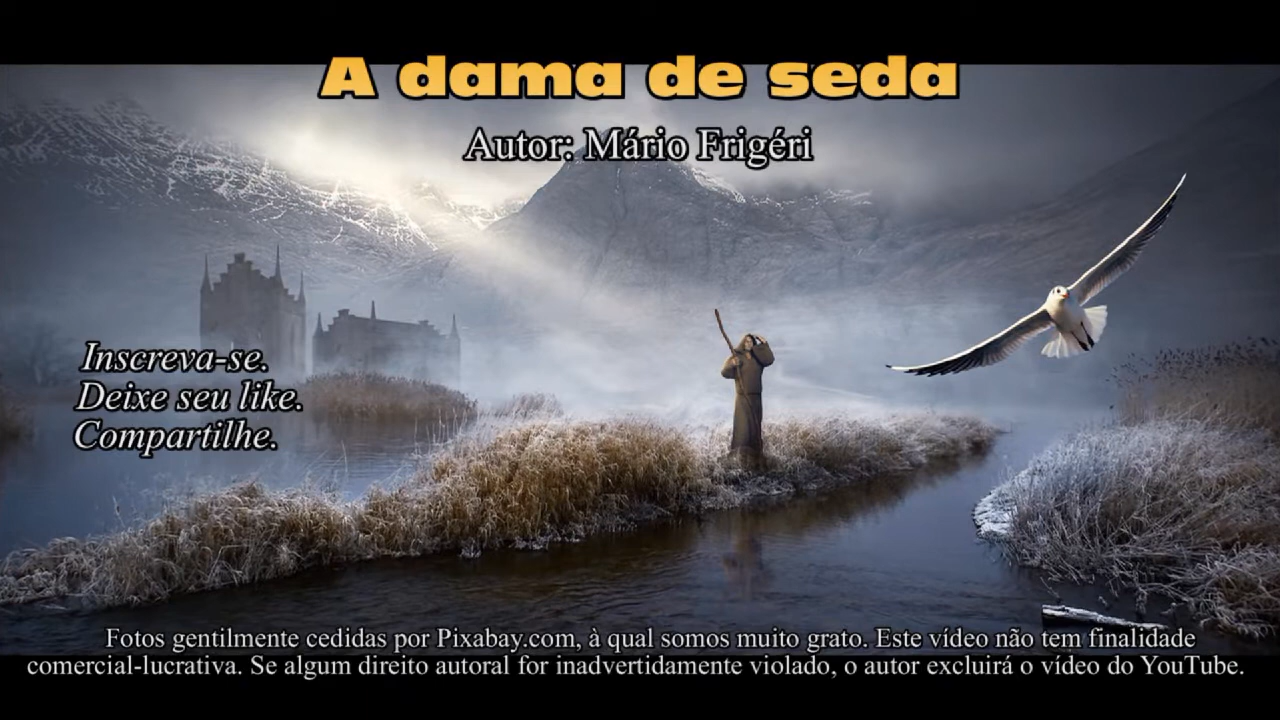 A dama de seda
Autor: Mário Frigéri
Inscreva-se.
Deixe seu like.
Compartilhe.
Fotos gentilmente cedidas por Pixabay.com, à qual somos muito grato. Este vídeo não tem finalidade
comercial-lucrativa. Se algum direito autoral for inadvertidamente violado, o autor excluirá o vídeo do YouTube.